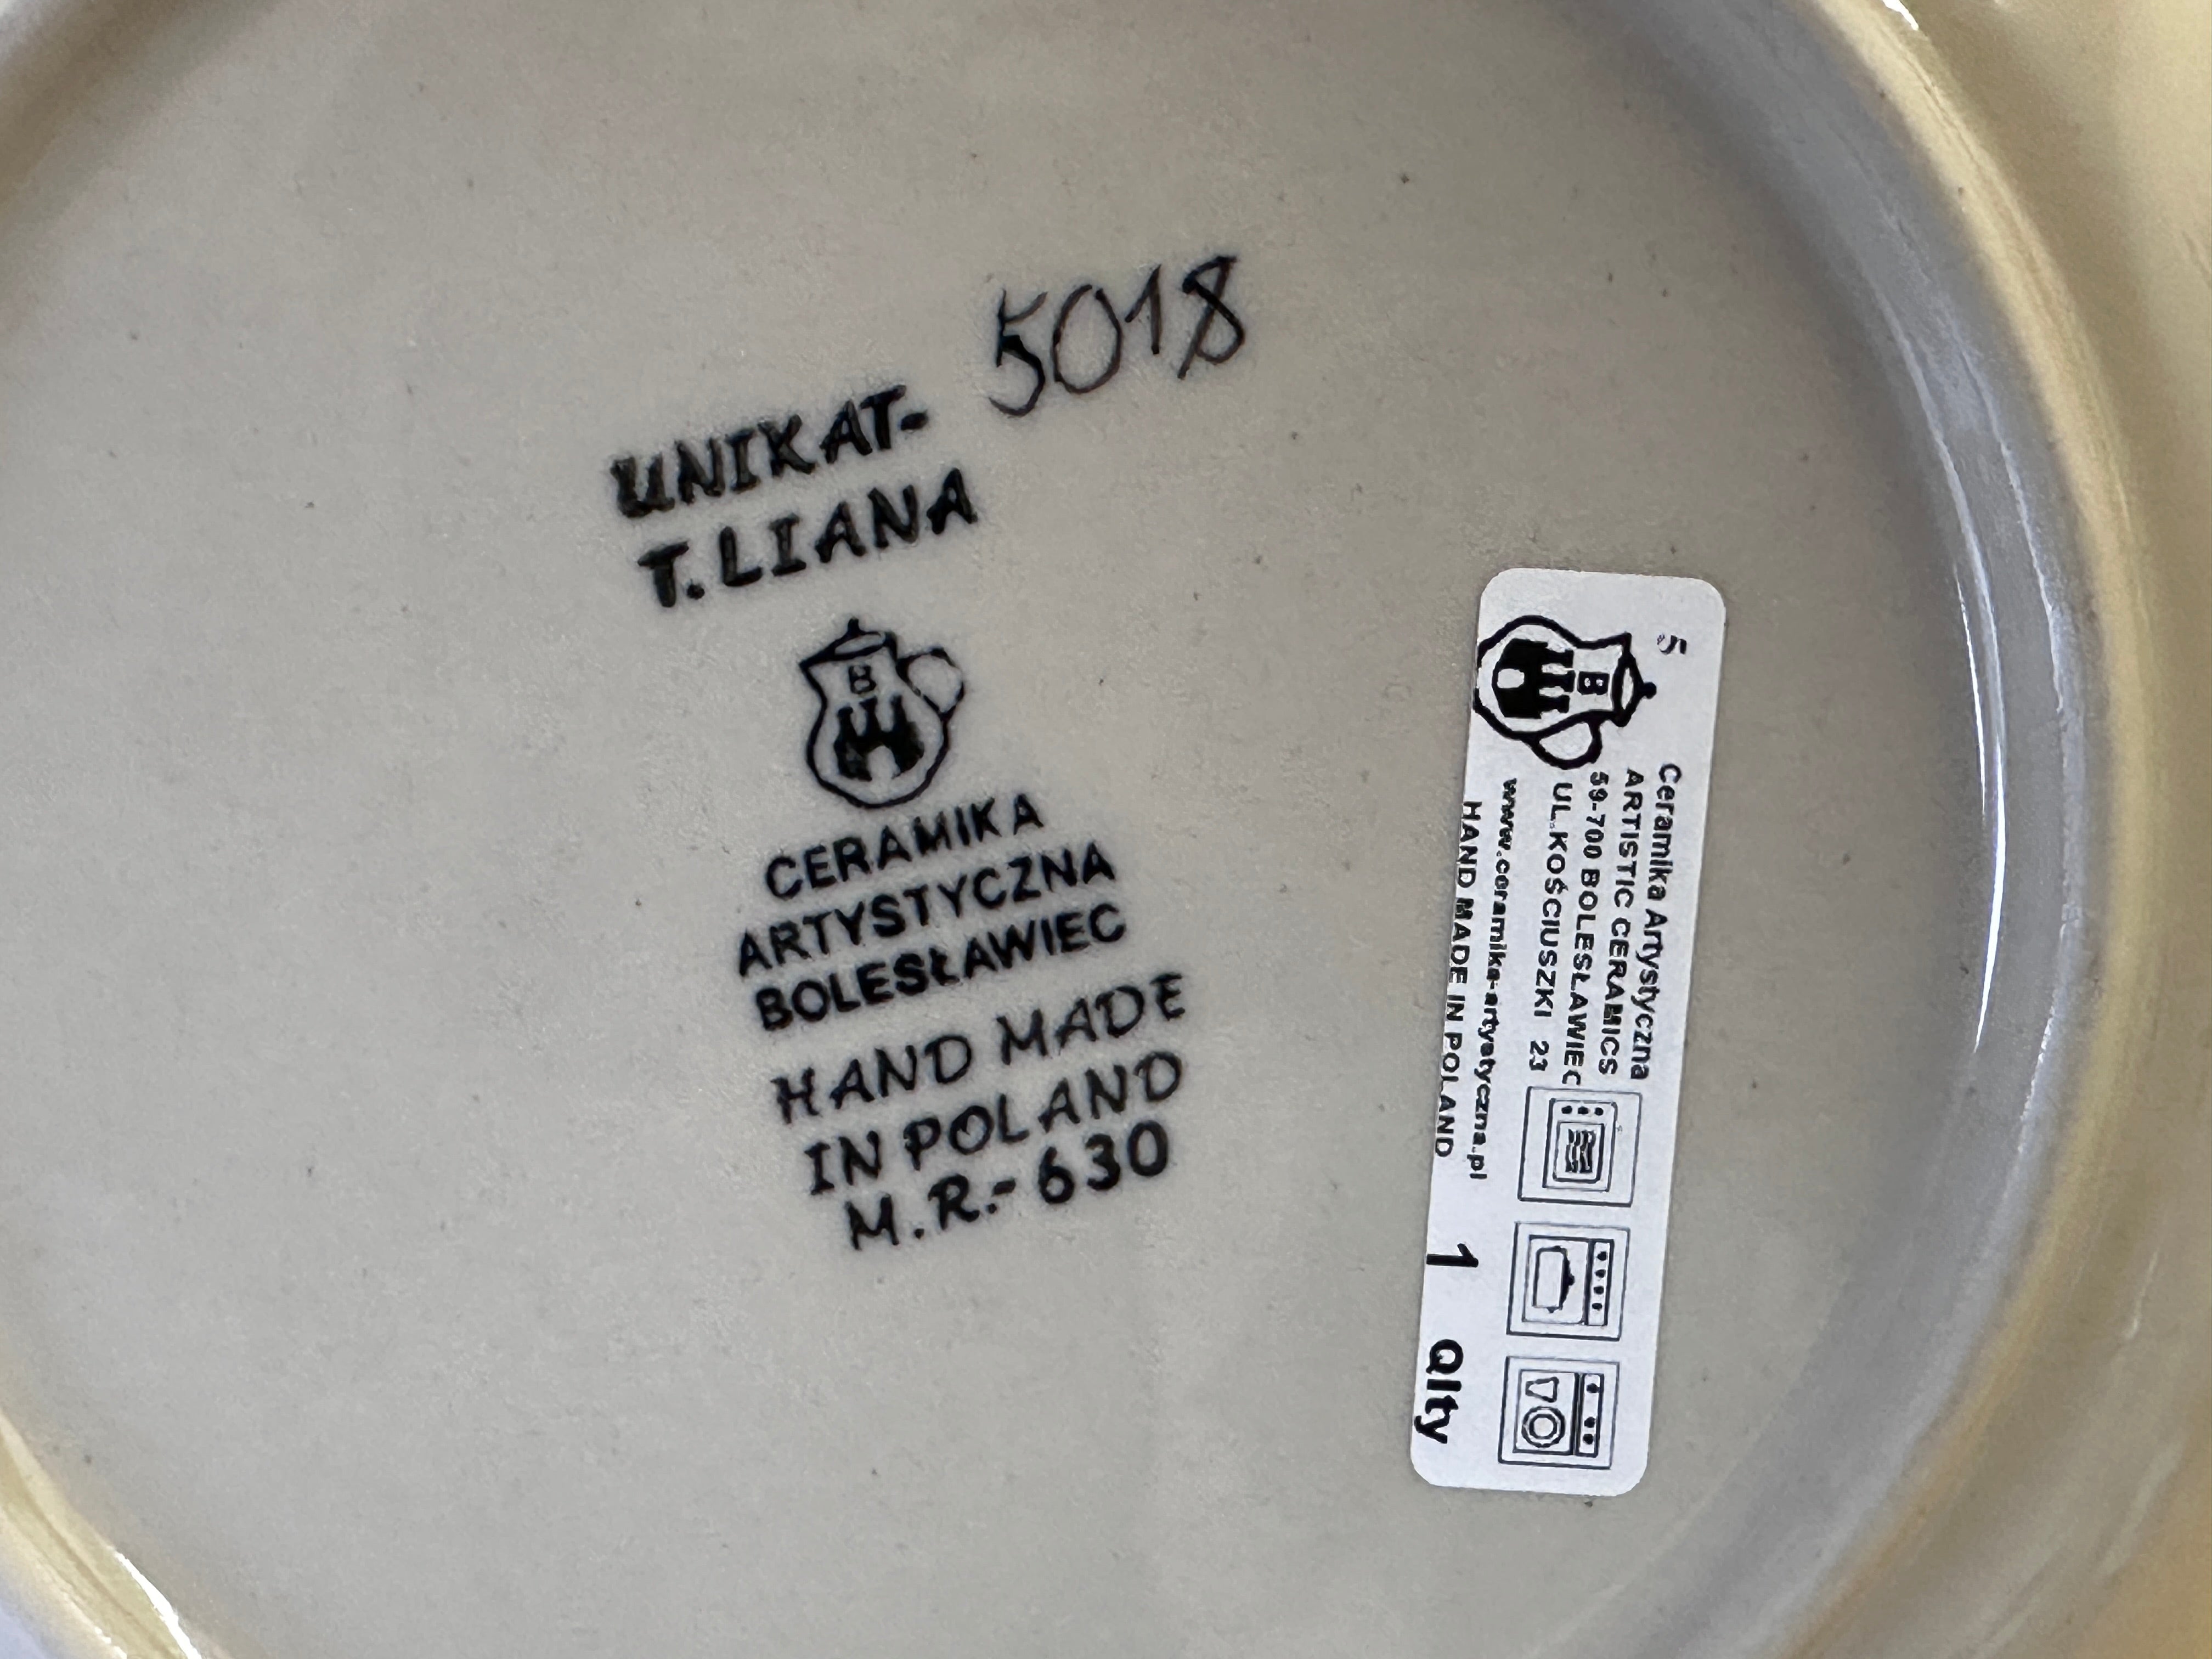 UNIKAT- 5018
T. LIANA
B
CERAMIKA
ARTYSTYCZNA
BOLESŁAWIEC
HAND MADE
IN POLAND
M.R.-630
5
B
Ceramika Artystyczna
ARTISTIC CERAMICS
59-700 BOLESŁAWIEC
UL.KOŚCIUSZKI 23
www.ceramika-artystyczna.pl
HAND MADE IN POLAND
1 Qlty